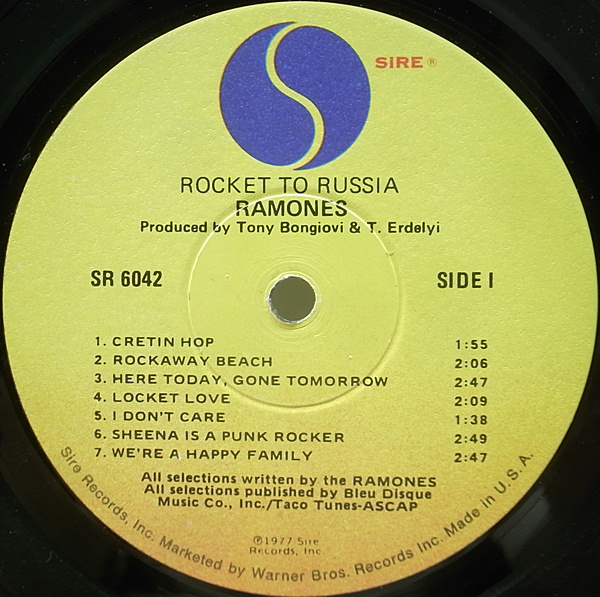 SIRE ®
ROCKET TO RUSSIA
RAMONES
Produced by Tony Bongiovi & T. Erdelyi
SR 6042
SIDE I
1. CRETIN HOP 1:55
2. ROCKAWAY BEACH 2:06
3. HERE TODAY, GONE TOMORROW 2:47
4. LOCKET LOVE 2:09
5. I DON'T CARE 1:38
6. SHEENA IS A PUNK ROCKER 2:49
7. WE'RE A HAPPY FAMILY 2:47
All selections written by the RAMONES
All selections published by Bleu Disque
Music Co., Inc./Taco Tunes-ASCAP
℗1977 Sire
Records, Inc.
Sire Records, Inc. Marketed by Warner Bros. Records Inc. Made in U.S.A.